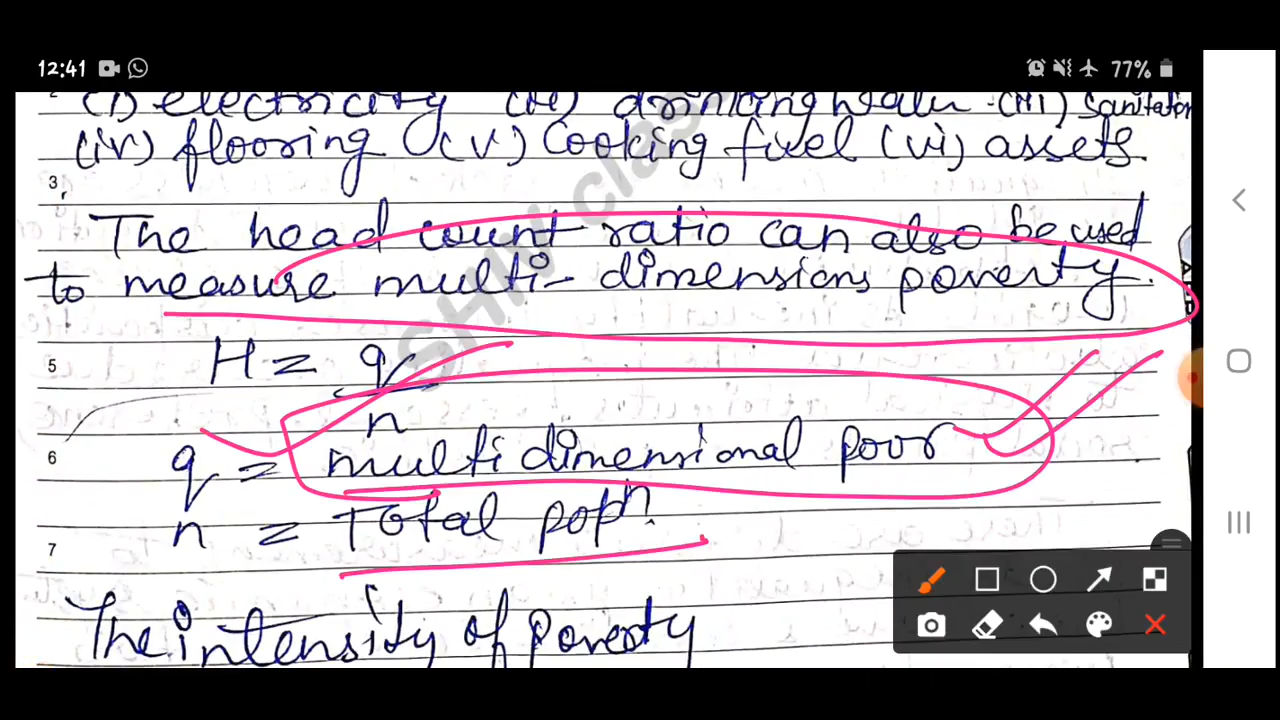 12:41 77%
(i) electricity (ii) drinking water (iii) sanitation
(iv) flooring (v) cooking fuel (vi) assets.
3
The head count ratio can also be used
to measure multi-dimensions poverty.
5 H = q
n
6 q = multidimensional poor
n = Total popn.
7
The intensity of poverty
SHIV class